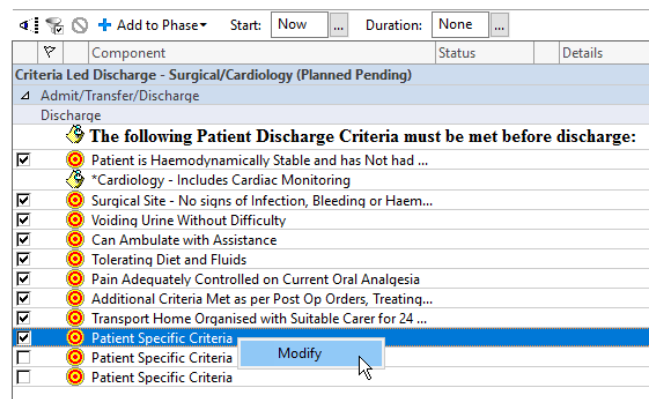 Add to Phase Start: Now ... Duration: None ...
Component Status Details
Criteria Led Discharge - Surgical/Cardiology (Planned Pending)
Admit/Transfer/Discharge
Discharge
The following Patient Discharge Criteria must be met before discharge:
Patient is Haemodynamically Stable and has Not had ...
*Cardiology - Includes Cardiac Monitoring
Surgical Site - No signs of Infection, Bleeding or Haem...
Voiding Urine Without Difficulty
Can Ambulate with Assistance
Tolerating Diet and Fluids
Pain Adequately Controlled on Current Oral Analgesia
Additional Criteria Met as per Post Op Orders, Treating...
Transport Home Organised with Suitable Carer for 24 ...
Patient Specific Criteria
Modify
Patient Specific Criteria
Patient Specific Criteria